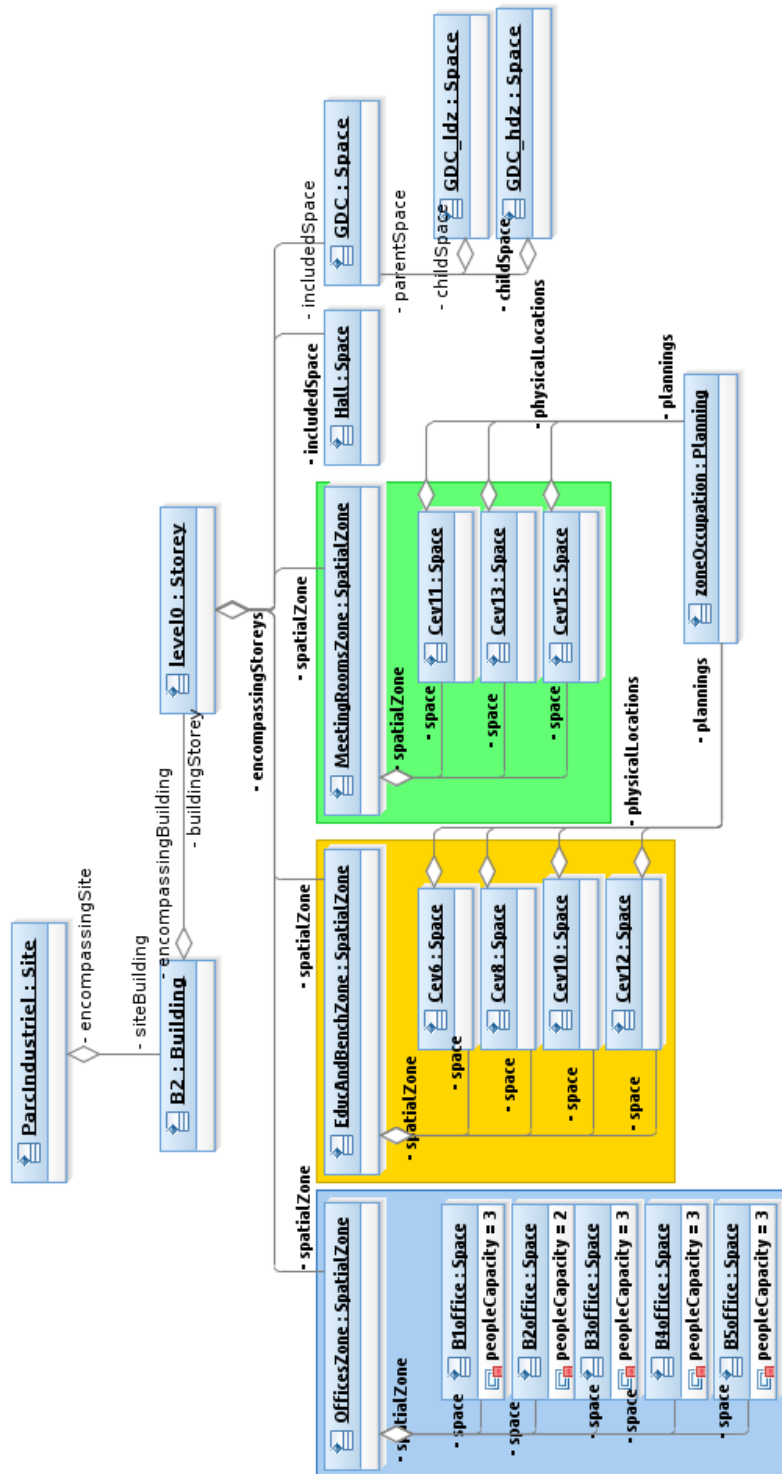 ParcIndustriel : Site
- encompassingSite
- siteBuilding
B2 : Building
- encompassingBuilding
- buildingStorey
level0 : Storey
- encompassingStoreys
- spatialZone
- spatialZone
- spatialZone
- includedSpace
- includedSpace
OfficesZone : SpatialZone
- spatialZone
- space
B1office : Space
peopleCapacity = 3
- space
B2office : Space
peopleCapacity = 2
- space
B3office : Space
peopleCapacity = 3
- space
B4office : Space
peopleCapacity = 3
- space
B5office : Space
peopleCapacity = 3
EducAndBenchZone : SpatialZone
- spatialZone
- space
Cev6 : Space
- space
Cev8 : Space
- space
Cev10 : Space
- space
Cev12 : Space
- physicalLocations
- plannings
MeetingRoomsZone : SpatialZone
- spatialZone
- space
Cev11 : Space
- space
Cev13 : Space
- space
Cev15 : Space
- physicalLocations
- plannings
zoneOccupation : Planning
Hall : Space
GDC : Space
- parentSpace
- childSpace
GDC_ldz : Space
- childSpace
GDC_hdz : Space